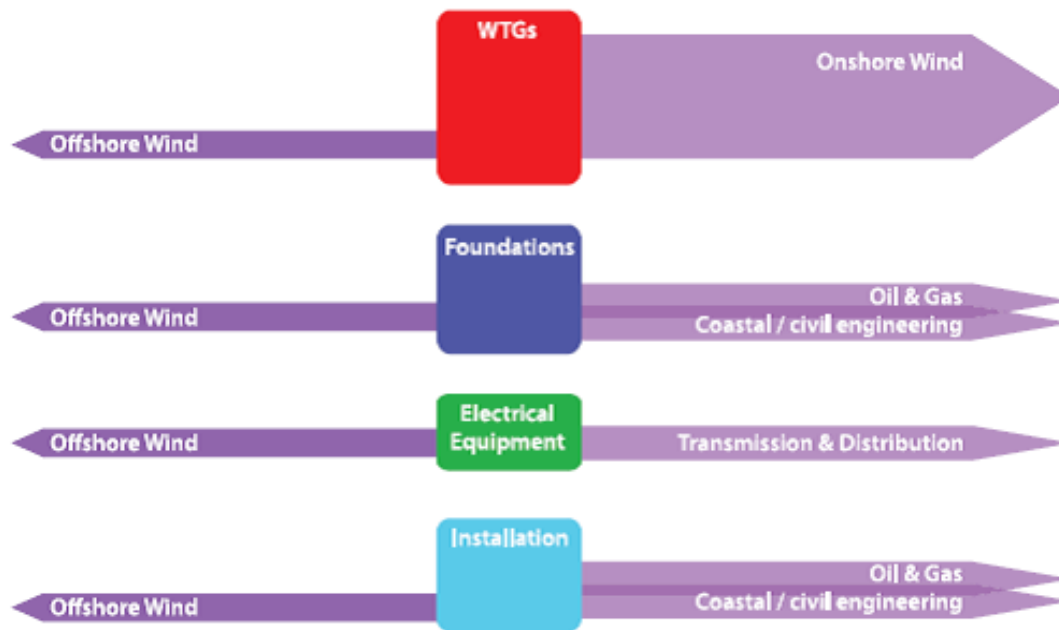 WTGs
Onshore Wind
Offshore Wind
Foundations
Oil & Gas
Offshore Wind
Coastal / civil engineering
Electrical
Equipment
Offshore Wind
Transmission & Distribution
Installation
Oil & Gas
Offshore Wind
Coastal / civil engineering